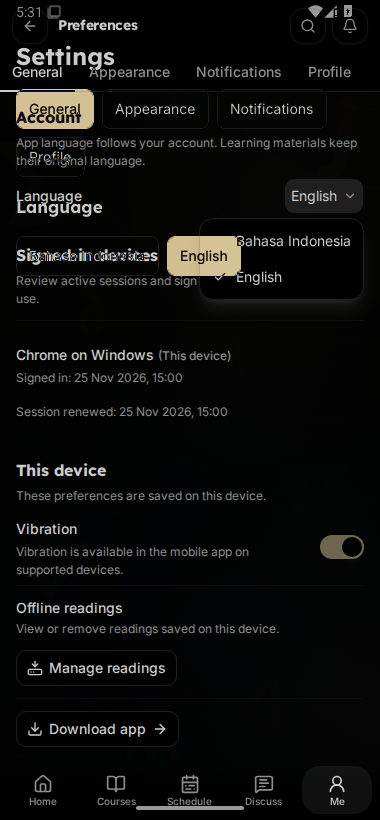 5:31
Preferences
Settings
General Appearance Notifications Profile
General Appearance Notifications
Account
App language follows your account. Learning materials keep
their original language.
Profile
Language English
Language
Bahasa Indonesia
Signed-in devices English
Review active sessions and sign
use.
English
Chrome on Windows (This device)
Signed in: 25 Nov 2026, 15:00
Session renewed: 25 Nov 2026, 15:00
This device
These preferences are saved on this device.
Vibration
Vibration is available in the mobile app on
supported devices.
Offline readings
View or remove readings saved on this device.
Manage readings
Download app
Home Courses Schedule Discuss Me